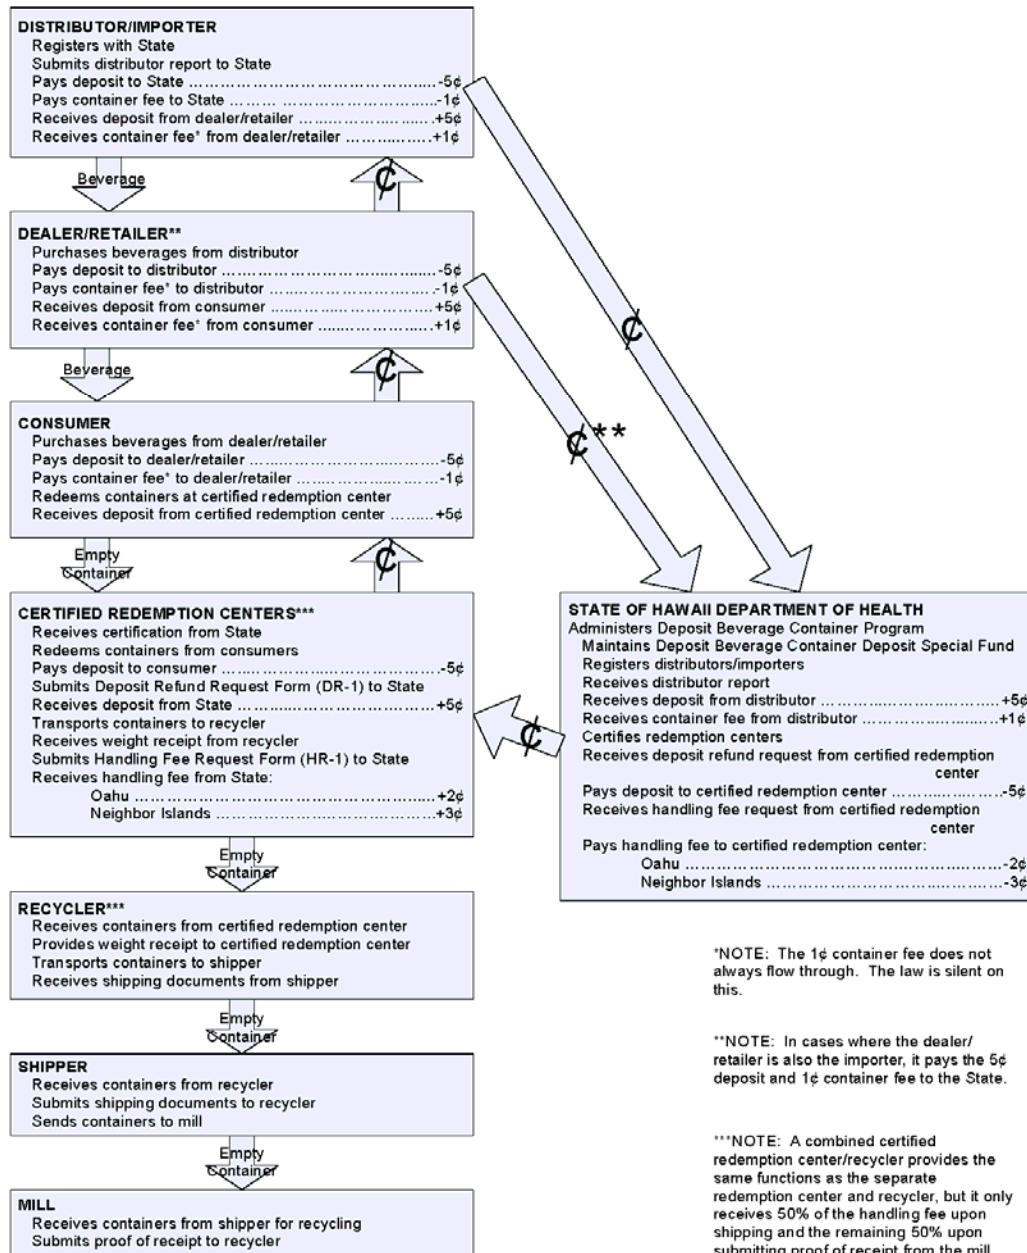 DISTRIBUTOR/IMPORTER
Registers with State
Submits distributor report to State
Pays deposit to State ........................................ -5¢
Pays container fee to State ........................................ -1¢
Receives deposit from dealer/retailer ........................ +5¢
Receives container fee* from dealer/retailer ................ +1¢
Beverage
¢
DEALER/RETAILER**
Purchases beverages from distributor
Pays deposit to distributor ........................................ -5¢
Pays container fee* to distributor ............................ -1¢
Receives deposit from consumer ................................ +5¢
Receives container fee* from consumer ........................ +1¢
¢
Beverage
¢
¢**
CONSUMER
Purchases beverages from dealer/retailer
Pays deposit to dealer/retailer ................................ -5¢
Pays container fee* to dealer/retailer ........................ -1¢
Redeems containers at certified redemption center
Receives deposit from certified redemption center ........ +5¢
Empty
Container
¢
CERTIFIED REDEMPTION CENTERS***
Receives certification from State
Redeems containers from consumers
Pays deposit to consumer ........................................ -5¢
Submits Deposit Refund Request Form (DR-1) to State
Receives deposit from State ................................ +5¢
Transports containers to recycler
Receives weight receipt from recycler
Submits Handling Fee Request Form (HR-1) to State
Receives handling fee from State:
Oahu ........................................ +2¢
Neighbor Islands ................................ +3¢
¢
STATE OF HAWAII DEPARTMENT OF HEALTH
Administers Deposit Beverage Container Program
Maintains Deposit Beverage Container Deposit Special Fund
Registers distributors/importers
Receives distributor report
Receives deposit from distributor ................................ +5¢
Receives container fee from distributor ........................ +1¢
Certifies redemption centers
Receives deposit refund request from certified redemption
center
Pays deposit to certified redemption center ................ -5¢
Receives handling fee request from certified redemption
center
Pays handling fee to certified redemption center:
Oahu ........................................ -2¢
Neighbor Islands ................................ -3¢
Empty
Container
RECYCLER***
Receives containers from certified redemption center
Provides weight receipt to certified redemption center
Transports containers to shipper
Receives shipping documents from shipper
Empty
Container
SHIPPER
Receives containers from recycler
Submits shipping documents to recycler
Sends containers to mill
Empty
Container
MILL
Receives containers from shipper for recycling
Submits proof of receipt to recycler
*NOTE: The 1¢ container fee does not
always flow through. The law is silent on
this.
**NOTE: In cases where the dealer/
retailer is also the importer, it pays the 5¢
deposit and 1¢ container fee to the State.
***NOTE: A combined certified
redemption center/recycler provides the
same functions as the separate
redemption center and recycler, but it only
receives 50% of the handling fee upon
shipping and the remaining 50% upon
submitting proof of receipt from the mill